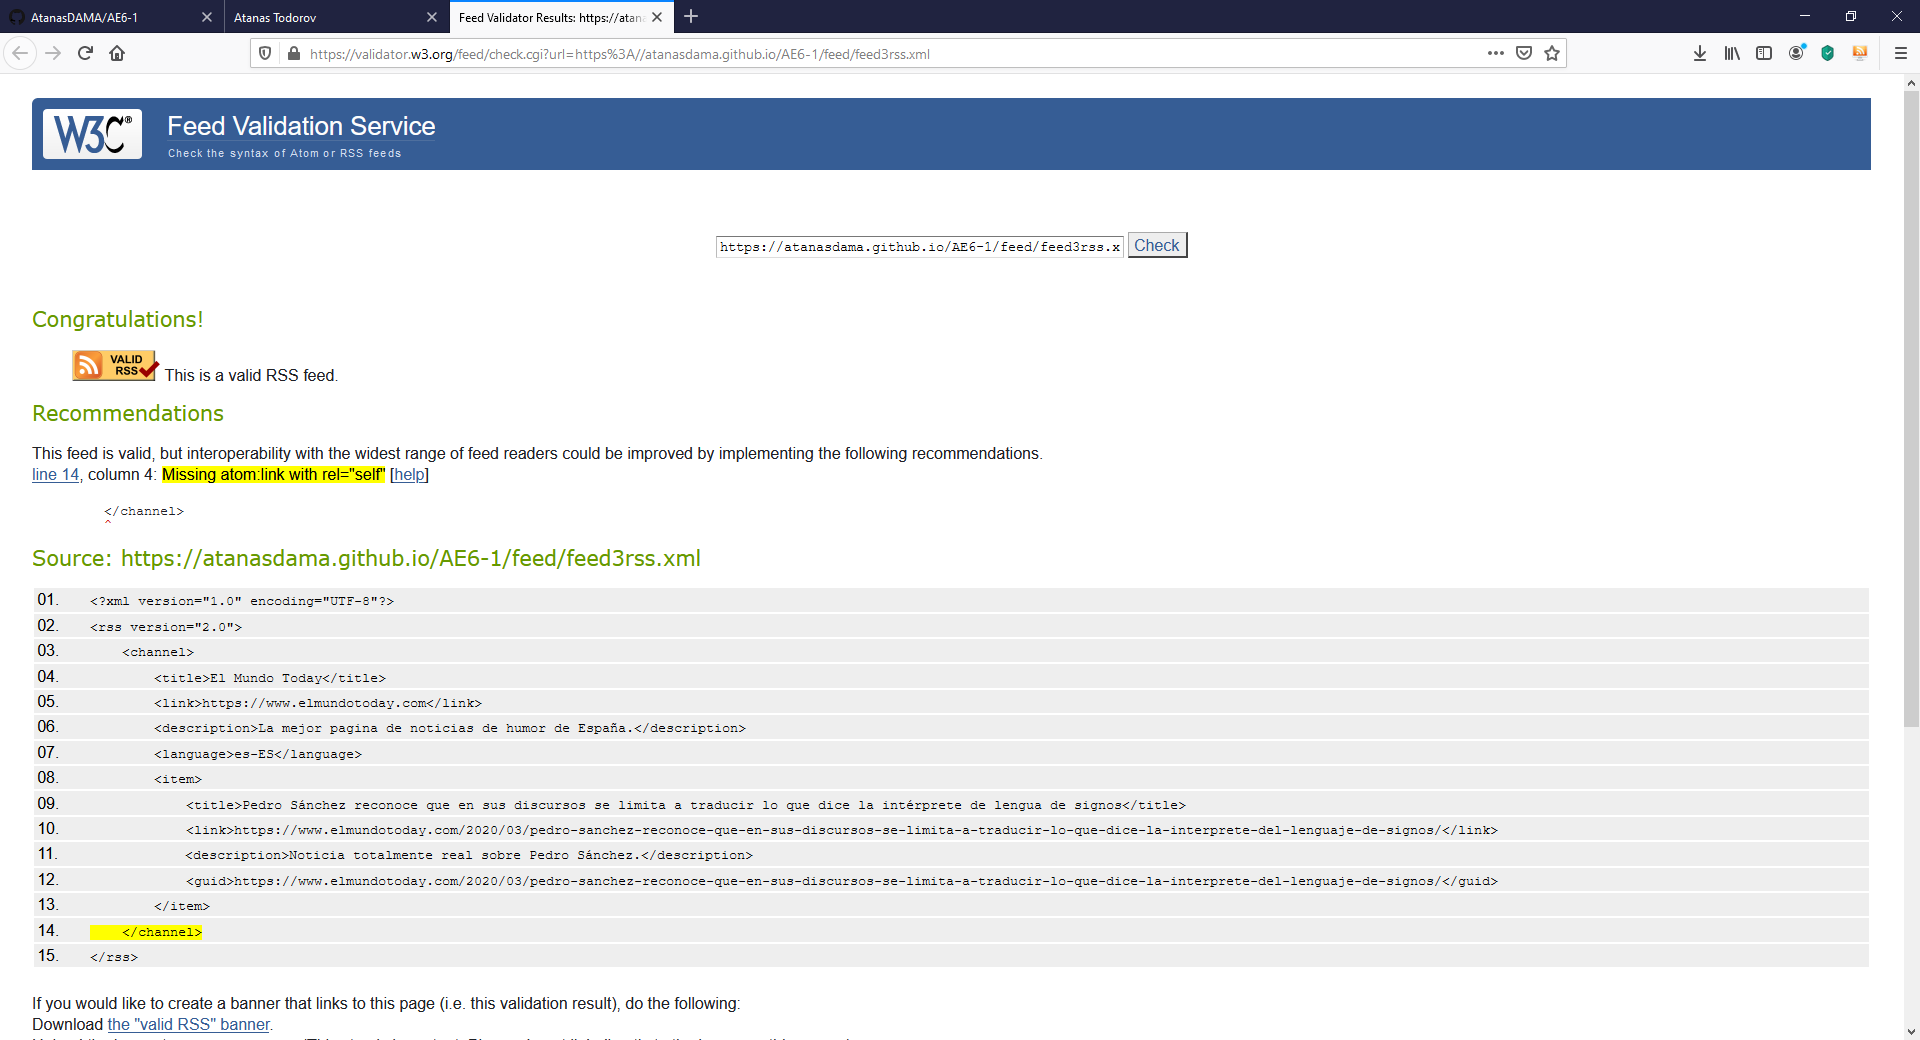 AtanasDAMA/AE6-1
Atanas Todorov
Feed Validator Results: https://atana
https://validator.w3.org/feed/check.cgi?url=https%3A//atanasdama.github.io/AE6-1/feed/feed3rss.xml
W3C®
Feed Validation Service
Check the syntax of Atom or RSS feeds
https://atanasdama.github.io/AE6-1/feed/feed3rss.x Check
Congratulations!
VALID RSS This is a valid RSS feed.
Recommendations
This feed is valid, but interoperability with the widest range of feed readers could be improved by implementing the following recommendations.
line 14, column 4: Missing atom:link with rel="self" [help]
</channel>
^
Source: https://atanasdama.github.io/AE6-1/feed/feed3rss.xml
01. <?xml version="1.0" encoding="UTF-8"?>
02. <rss version="2.0">
03. <channel>
04. <title>El Mundo Today</title>
05. <link>https://www.elmundotoday.com</link>
06. <description>La mejor pagina de noticias de humor de España.</description>
07. <language>es-ES</language>
08. <item>
09. <title>Pedro Sánchez reconoce que en sus discursos se limita a traducir lo que dice la intérprete de lengua de signos</title>
10. <link>https://www.elmundotoday.com/2020/03/pedro-sanchez-reconoce-que-en-sus-discursos-se-limita-a-traducir-lo-que-dice-la-interprete-del-lenguaje-de-signos/</link>
11. <description>Noticia totalmente real sobre Pedro Sánchez.</description>
12. <guid>https://www.elmundotoday.com/2020/03/pedro-sanchez-reconoce-que-en-sus-discursos-se-limita-a-traducir-lo-que-dice-la-interprete-del-lenguaje-de-signos/</guid>
13. </item>
14. </channel>
15. </rss>
If you would like to create a banner that links to this page (i.e. this validation result), do the following:
Download the "valid RSS" banner.